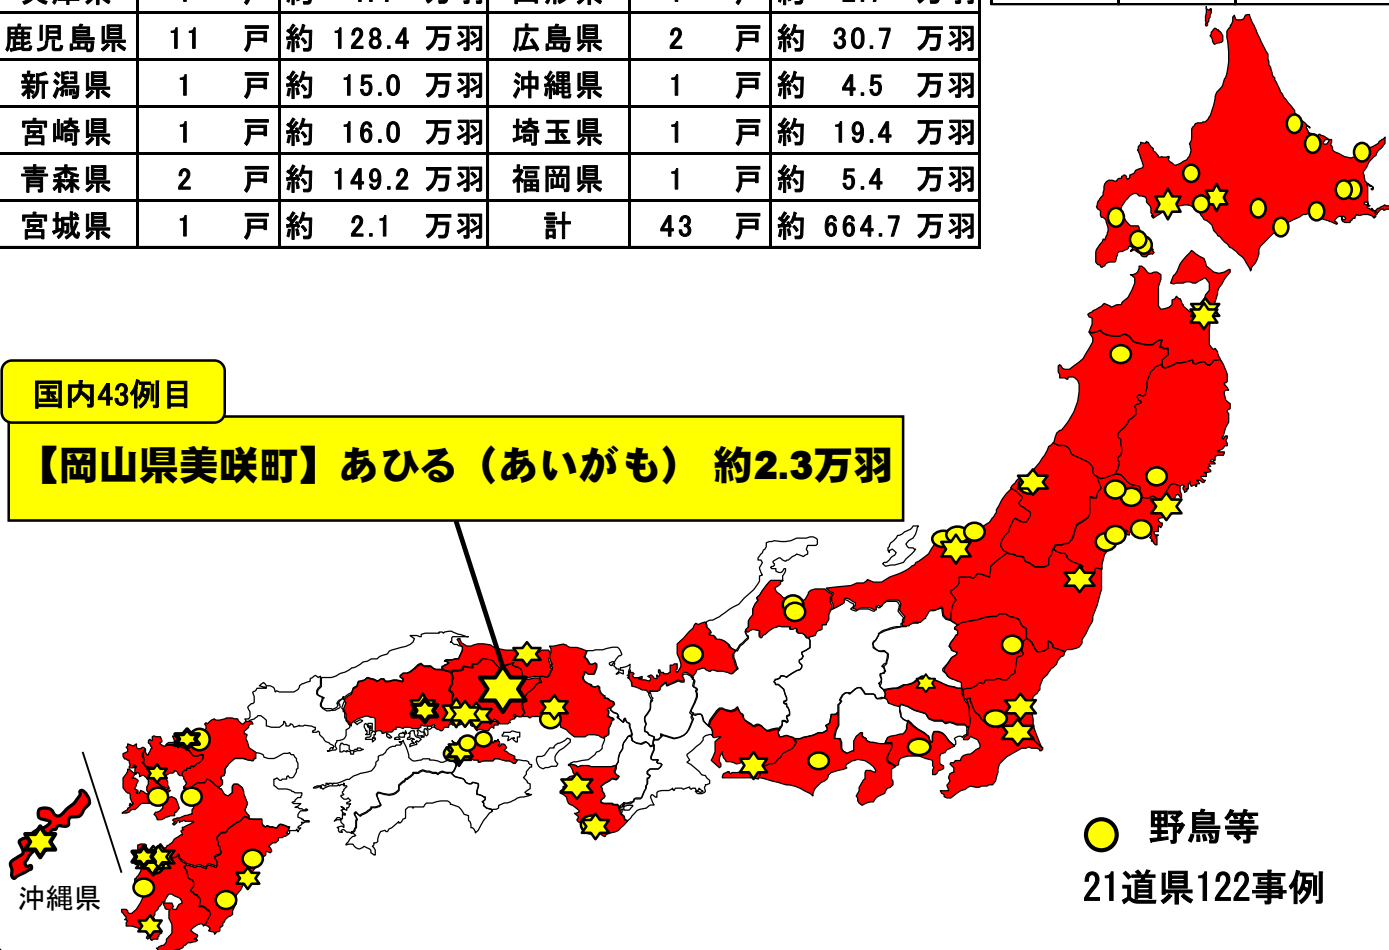 鹿児島県 11 戸 約 128.4 万羽 広島県 2 戸 約 30.7 万羽
新潟県 1 戸 約 15.0 万羽 沖縄県 1 戸 約 4.5 万羽
宮崎県 1 戸 約 16.0 万羽 埼玉県 1 戸 約 19.4 万羽
青森県 2 戸 約 149.2 万羽 福岡県 1 戸 約 5.4 万羽
宮城県 1 戸 約 2.1 万羽 計 43 戸 約 664.7 万羽
国内43例目
【岡山県美咲町】あひる（あいがも） 約2.3万羽
野鳥等
21道県122事例
沖縄県